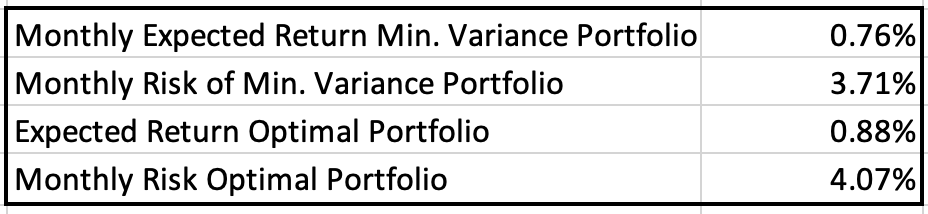 Monthly Expected Return Min. Variance Portfolio 0.76%
Monthly Risk of Min. Variance Portfolio 3.71%
Expected Return Optimal Portfolio 0.88%
Monthly Risk Optimal Portfolio 4.07%